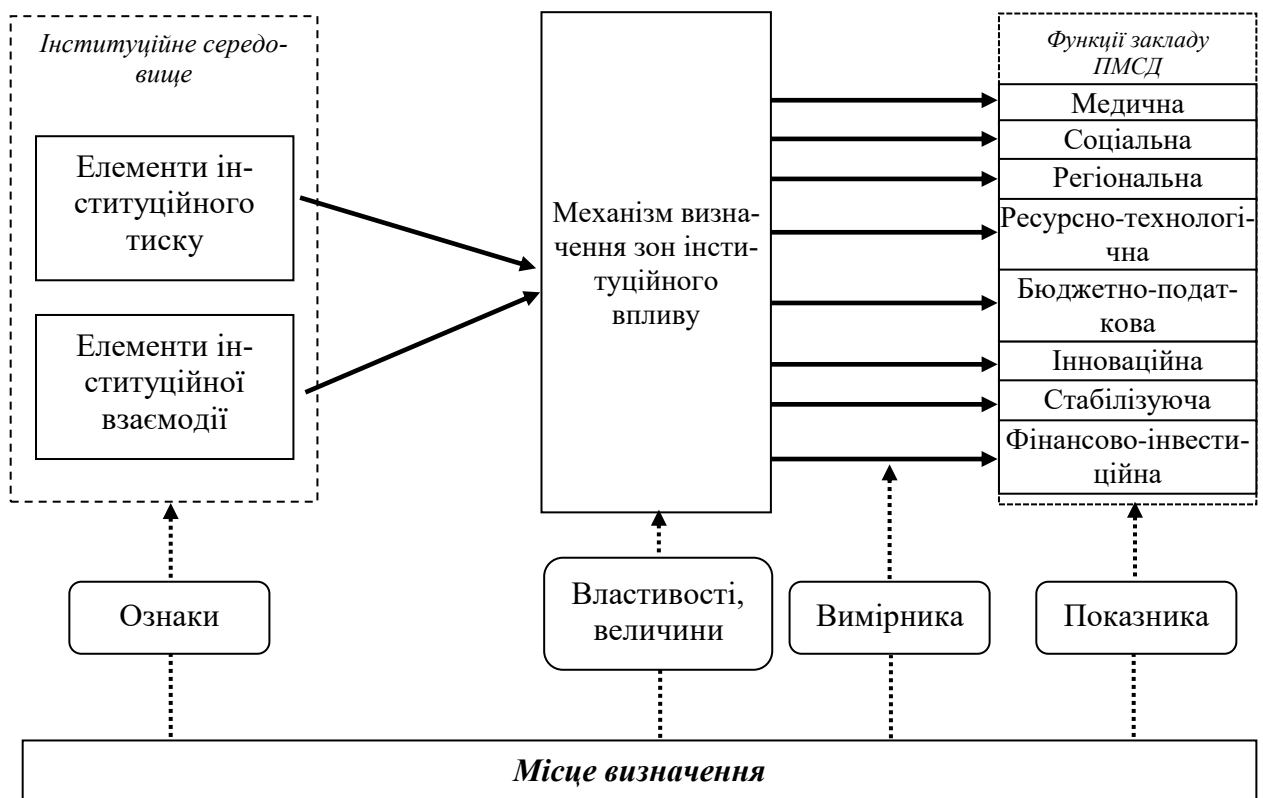 Інституційне середо-
вище
Елементи ін-
ституційного
тиску
Елементи ін-
ституційної
взаємодії
Механізм визна-
чення зон інсти-
туційного
впливу
Функції закладу
ПМСД
Медична
Соціальна
Регіональна
Ресурсно-технологі-
чна
Бюджетно-подат-
кова
Інноваційна
Стабілізуюча
Фінансово-інвести-
ційна
Ознаки
Властивості,
величини
Вимірника
Показника
Місце визначення